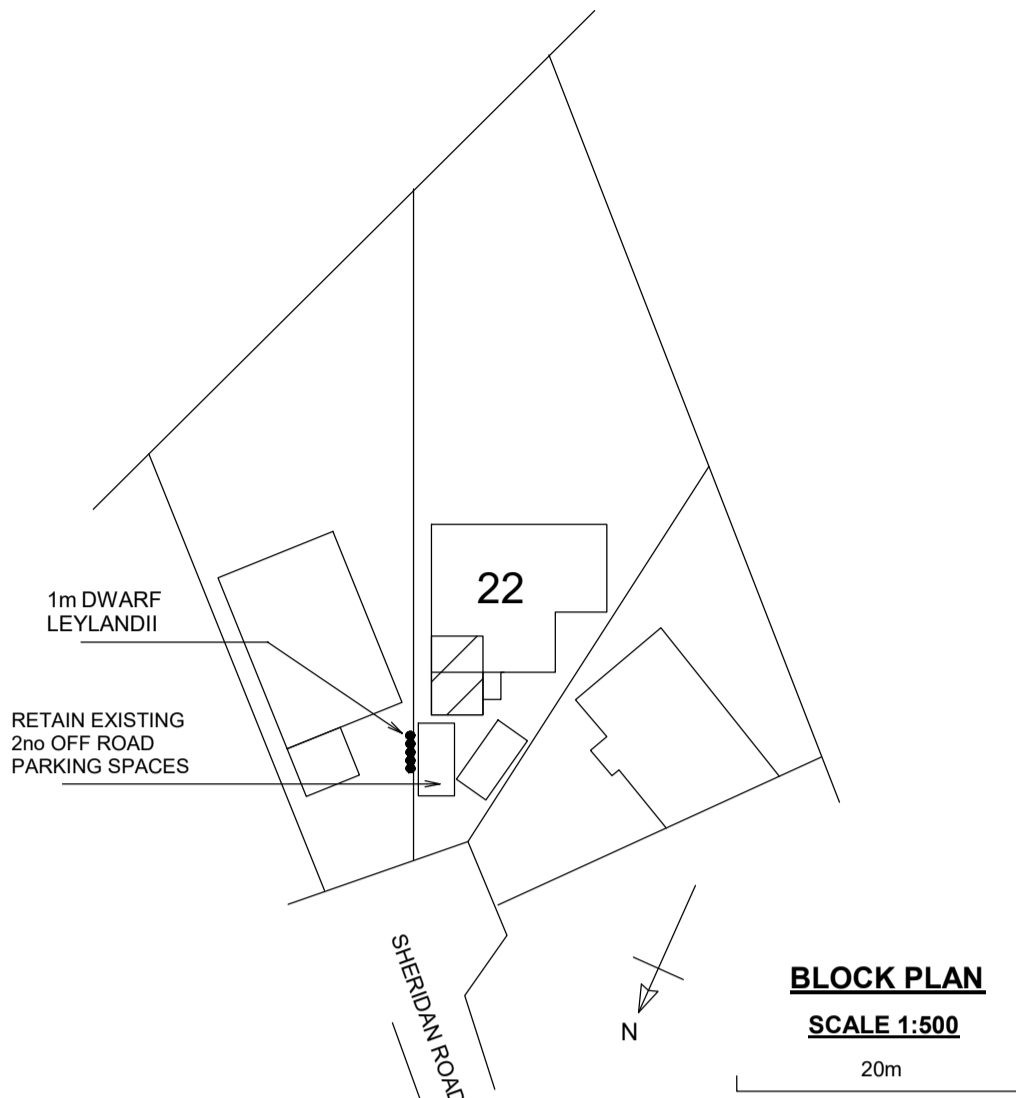 22
1m DWARF
LEYLANDII
RETAIN EXISTING
2no OFF ROAD
PARKING SPACES
SHERIDAN ROAD
N
BLOCK PLAN
SCALE 1:500
20m